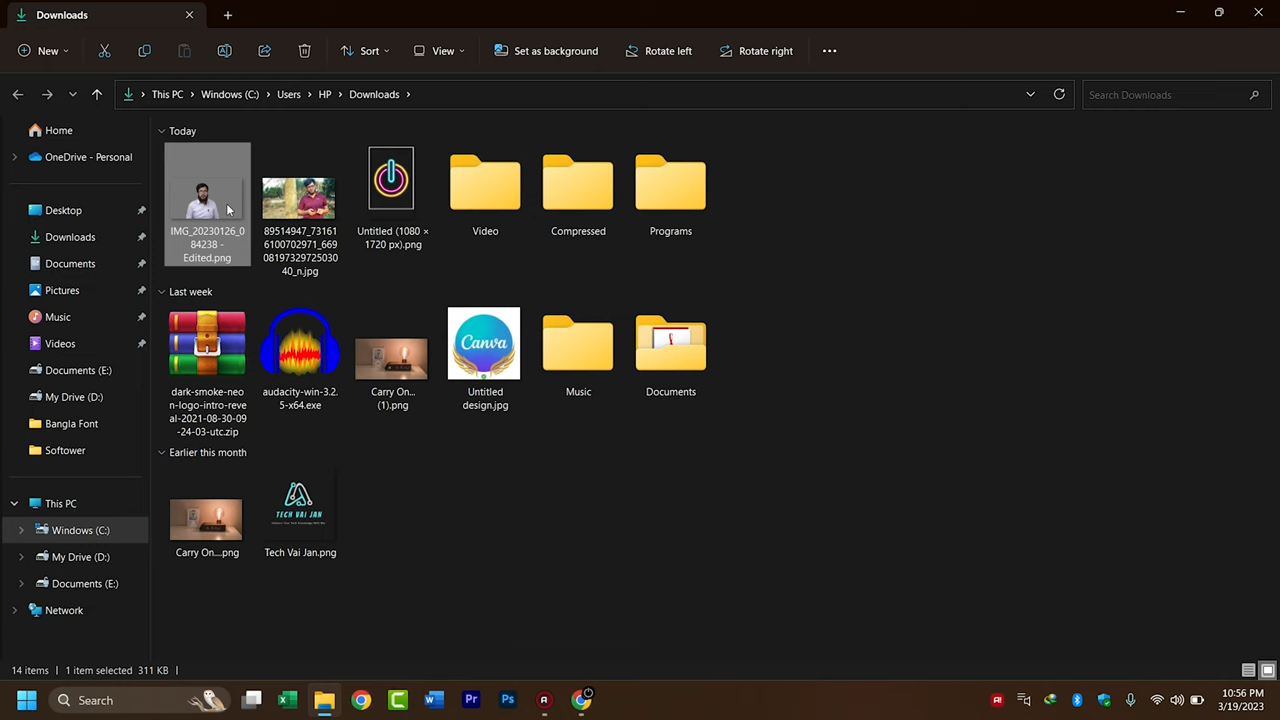 Downloads
New
Sort
View
Set as background
Rotate left
Rotate right
This PC
Windows (C:)
Users
HP
Downloads
Search Downloads
Home
OneDrive - Personal
Desktop
Downloads
Documents
Pictures
Music
Videos
Documents (E:)
My Drive (D:)
Bangla Font
Softower
This PC
Windows (C:)
My Drive (D:)
Documents (E:)
Network
Today
IMG_20230126_0
84238 -
Edited.png
89514947_73161
6100702971_669
08197329725030
40_n.jpg
Untitled (1080 ×
1720 px).png
Video
Compressed
Programs
Last week
dark-smoke-neo
n-logo-intro-reve
al-2021-08-30-09
-24-03-utc.zip
audacity-win-3.2.
5-x64.exe
Carry On...
(1).png
Canva
Untitled
design.jpg
Music
Documents
Earlier this month
Carry On....png
TECH VAI JAN
Tech Vai Jan.png
14 items
1 item selected 311 KB
Search
Pr
Ps
10:56 PM
3/19/2023